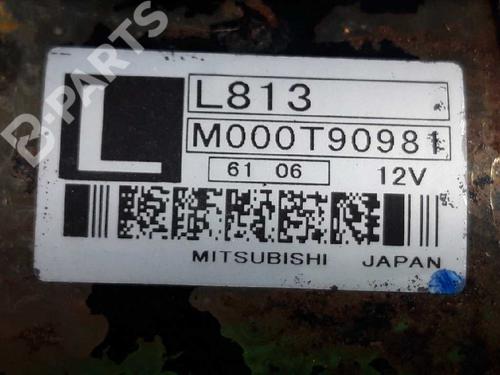 B-PARTS
L
L813
M000T90981
61 06
12V
MITSUBISHI JAPAN